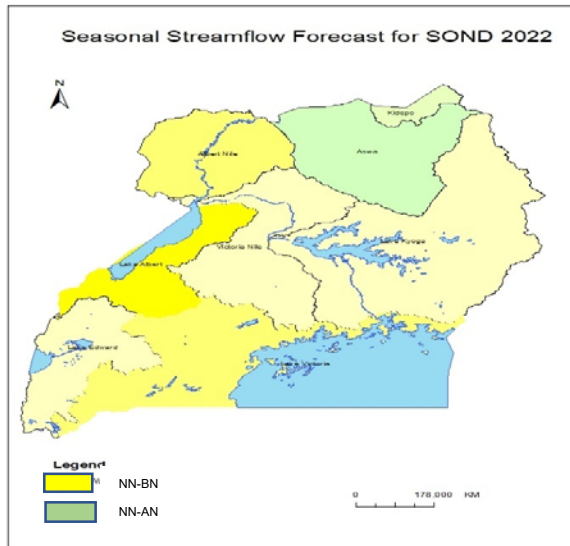 Seasonal Streamflow Forecast for SOND 2022
N
Kidepo
Aswa
Albert Nile
Lake Kyoga
Victoria Nile
Lake Albert
Lake Edward
Lake Victoria
Legend
NN-BN
NN-AN
0 178,000 KM